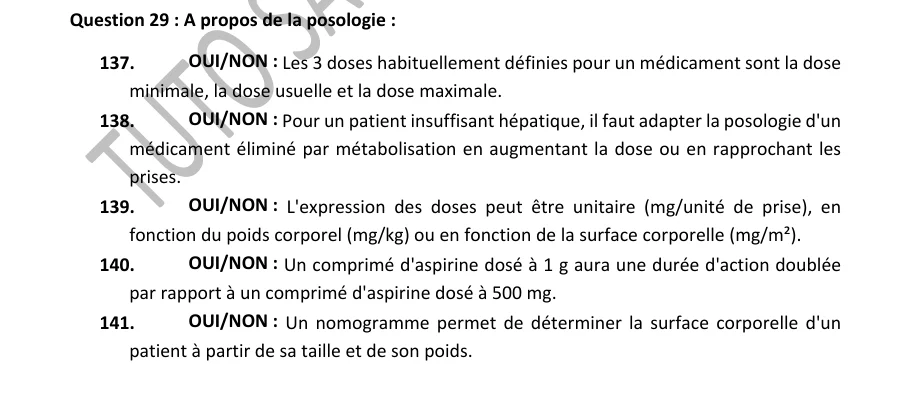 Question 29 : A propos de la posologie :
137. OUI/NON : Les 3 doses habituellement définies pour un médicament sont la dose
minimale, la dose usuelle et la dose maximale.
138. OUI/NON : Pour un patient insuffisant hépatique, il faut adapter la posologie d'un
médicament éliminé par métabolisation en augmentant la dose ou en rapprochant les
prises.
139. OUI/NON : L'expression des doses peut être unitaire (mg/unité de prise), en
fonction du poids corporel (mg/kg) ou en fonction de la surface corporelle (mg/m²).
140. OUI/NON : Un comprimé d'aspirine dosé à 1 g aura une durée d'action doublée
par rapport à un comprimé d'aspirine dosé à 500 mg.
141. OUI/NON : Un nomogramme permet de déterminer la surface corporelle d'un
patient à partir de sa taille et de son poids.
TUTO